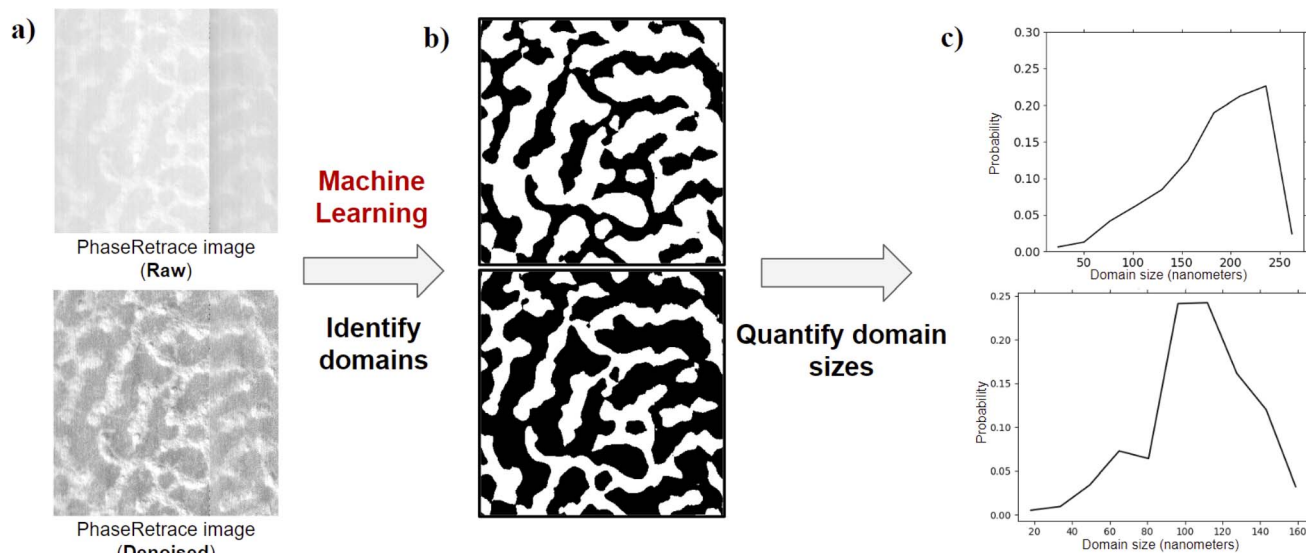 a)
PhaseRetrace image
(Raw)
PhaseRetrace image
(Denoised)
Machine
Learning
Identify
domains
b)
Quantify domain
sizes
c)
0.30
0.25
0.20
0.15
0.10
0.05
0.00
Probability
50
100
150
200
250
Domain size (nanometers)
0.25
0.20
0.15
0.10
0.05
0.00
Probability
20
40
60
80
100
120
140
160
Domain size (nanometers)